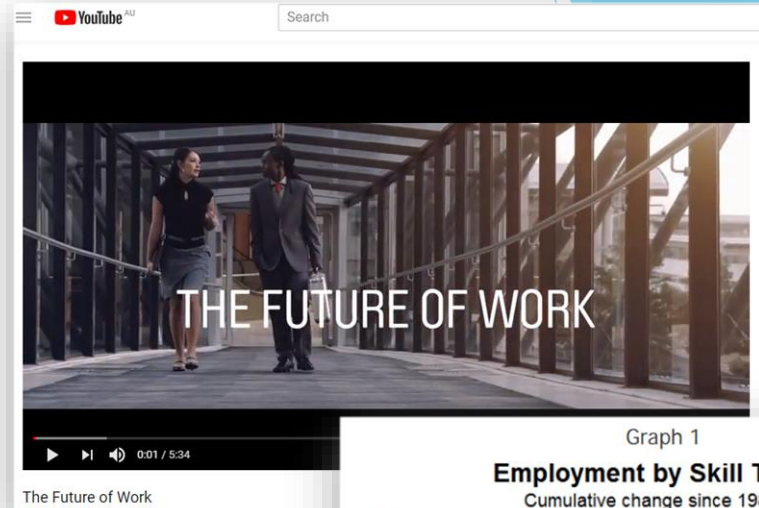 YouTube AU
Search
THE FUTURE OF WORK
0:01 / 5:34
The Future of Work
Graph 1
Employment by Skill
Cumulative change since